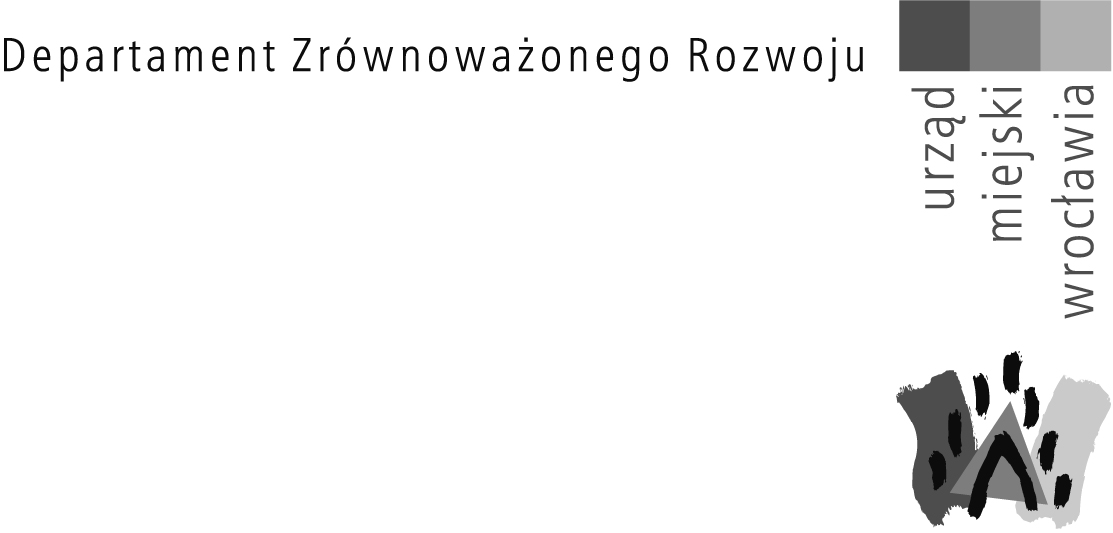 Departament Zrównoważonego Rozwoju
urząd
miejski
wrocławia